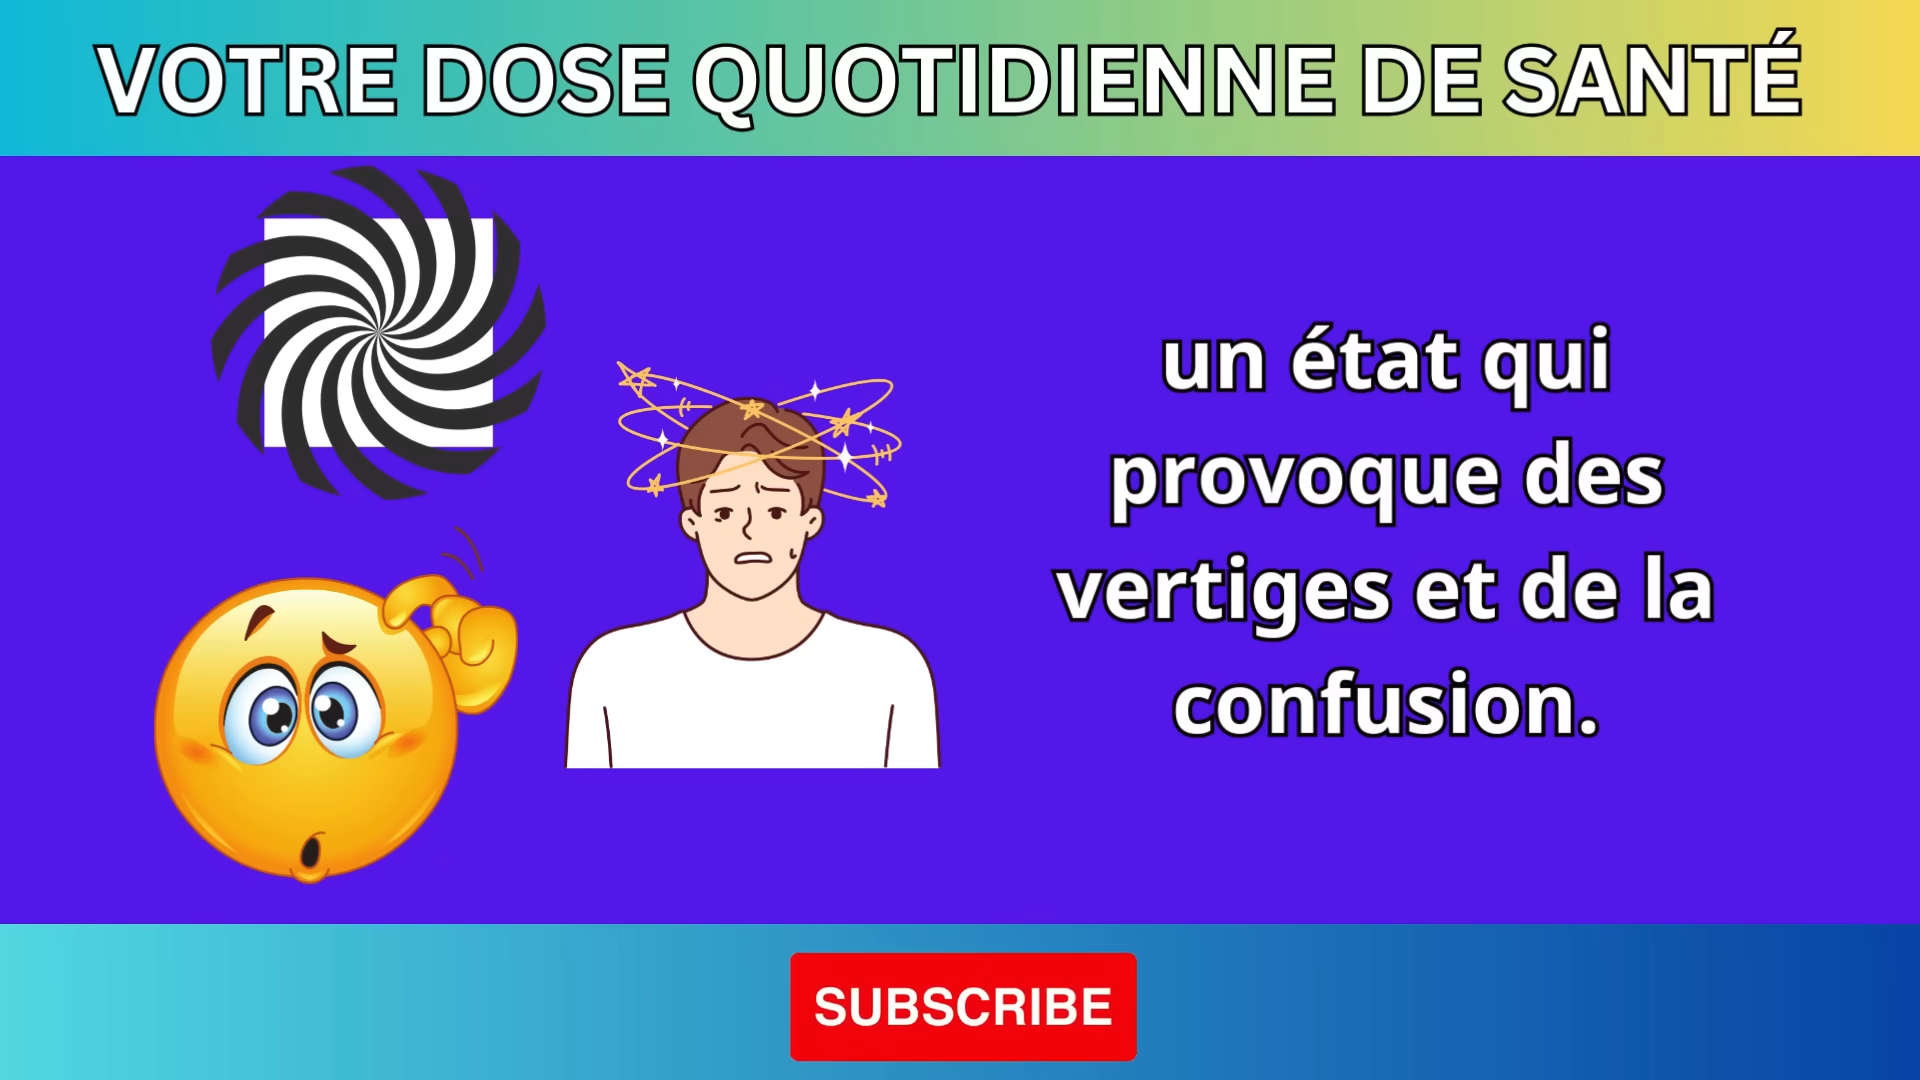 VOTRE DOSE QUOTIDIENNE DE SANTÉ
un état qui
provoque des
vertiges et de la
confusion.
SUBSCRIBE